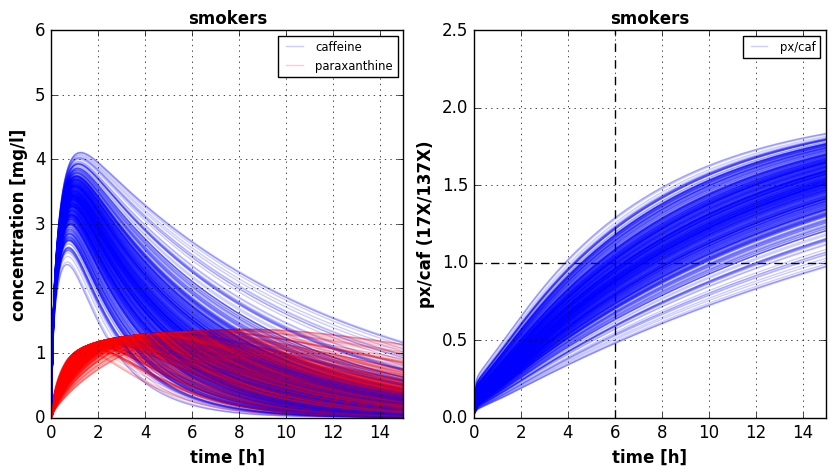 smokers
concentration [mg/l]
6
5
4
3
2
1
0
caffeine
paraxanthine
0 2 4 6 8 10 12 14
time [h]
smokers
px/caf (17X/137X)
2.5
2.0
1.5
1.0
0.5
0.0
px/caf
0 2 4 6 8 10 12 14
time [h]